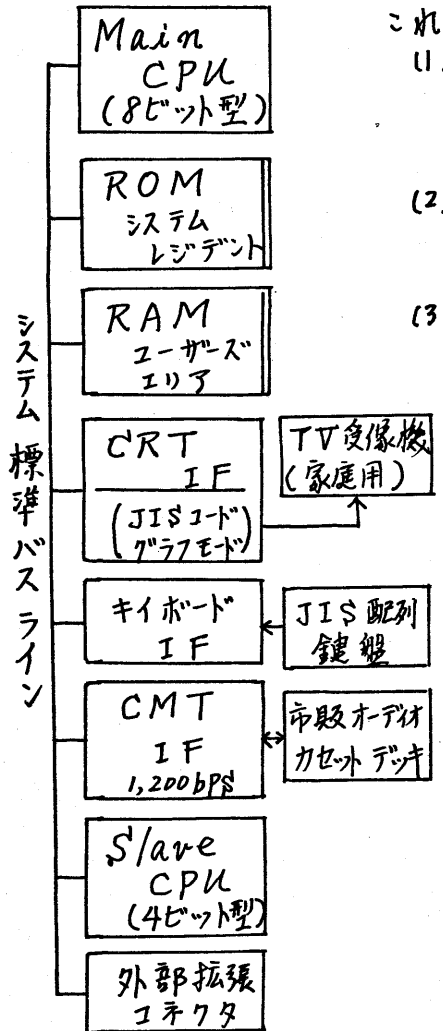 Main
CPU
(8ビット型)
ROM
システム
レジデント
RAM
ユーザーズ
エリア
CRT
IF
(JISコード
グラフモード)
TV受像機
(家庭用)
キイボード
IF
JIS配列
鍵盤
CMT
IF
1,200bPS
市販オーディオ
カセットデッキ
Slave
CPU
(4ビット型)
外部拡張
コネクタ
システム標準バスライン
これ
(1.
(2.
(3